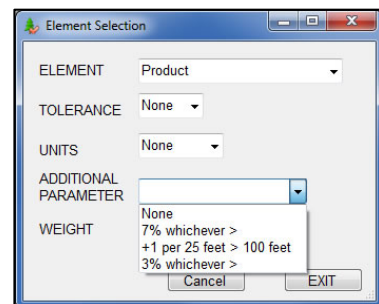 Element Selection
ELEMENT Product
TOLERANCE None
UNITS None
ADDITIONAL
PARAMETER
None
7% whichever >
+1 per 25 feet > 100 feet
3% whichever >
WEIGHT
Cancel EXIT